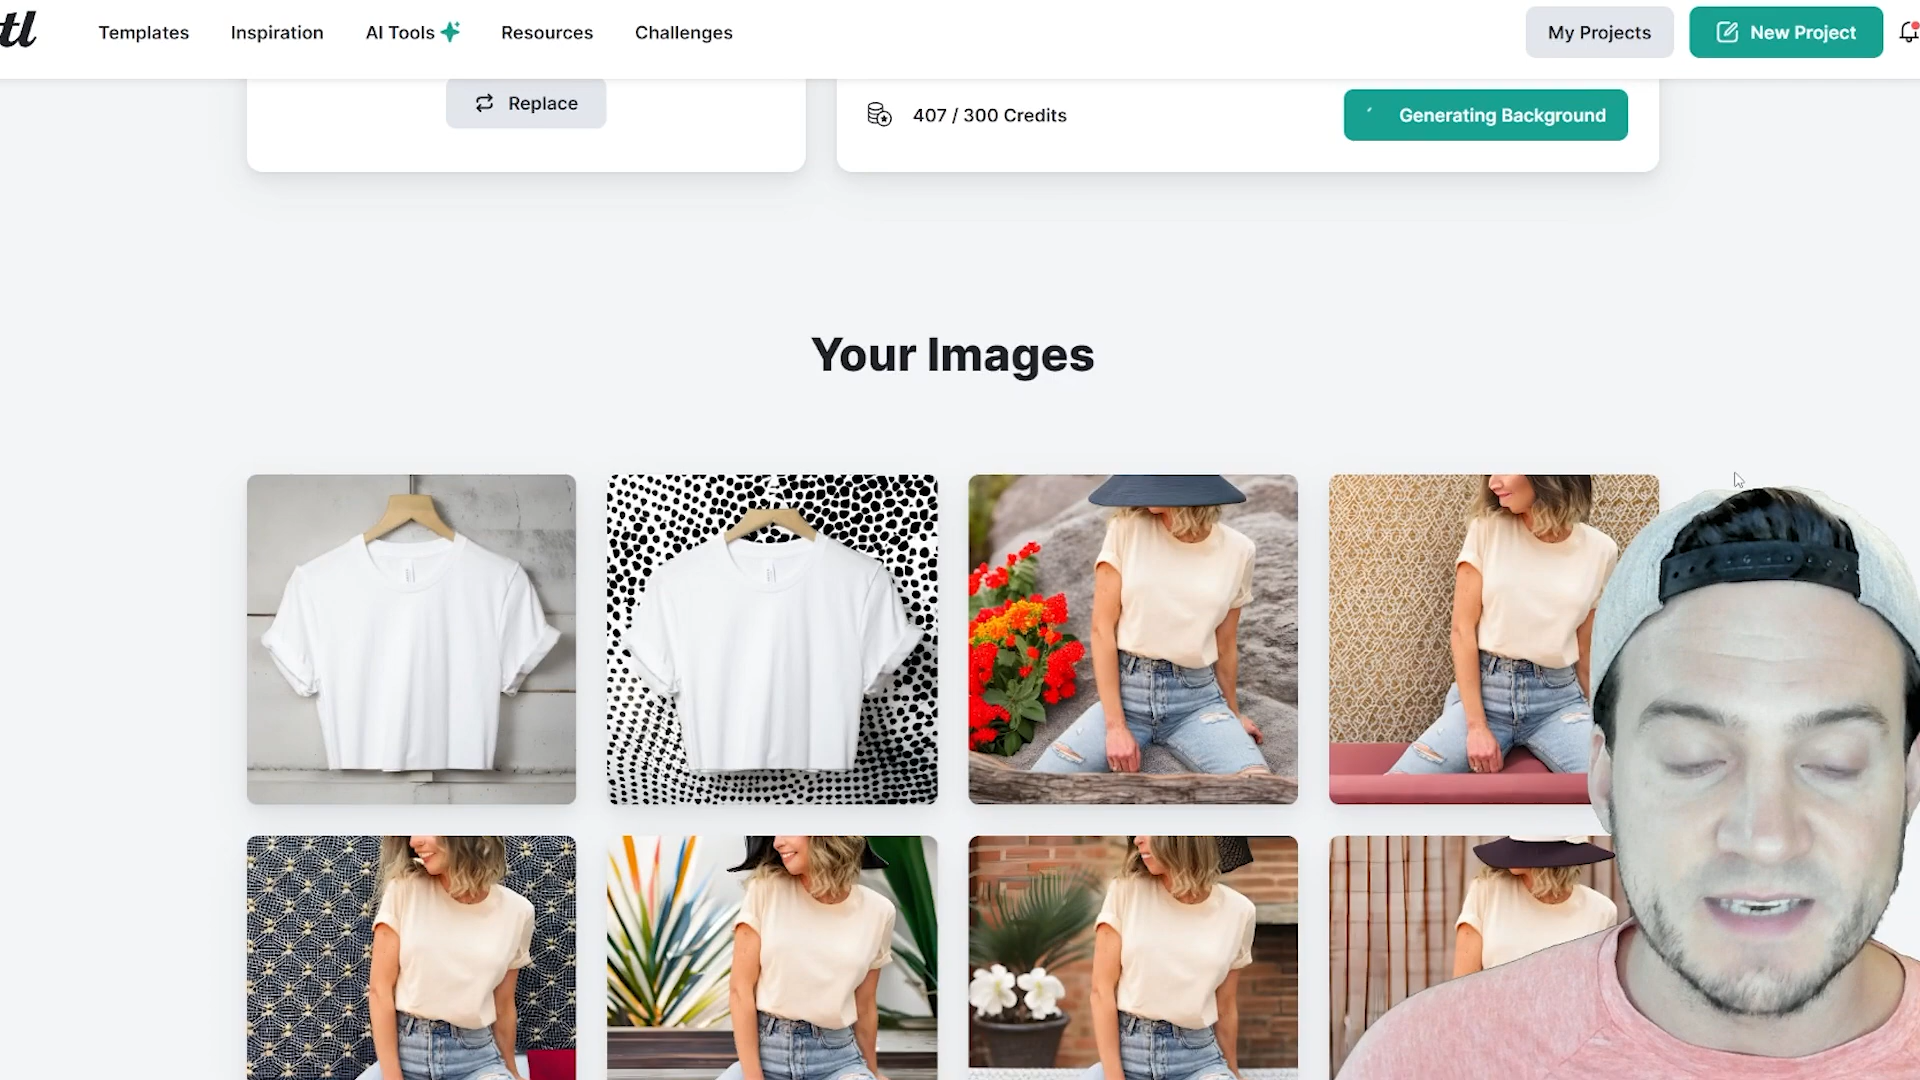 tl
Templates
Inspiration
AI Tools
Resources
Challenges
My Projects
New Project
Replace
407 / 300 Credits
Generating Background
Your Images